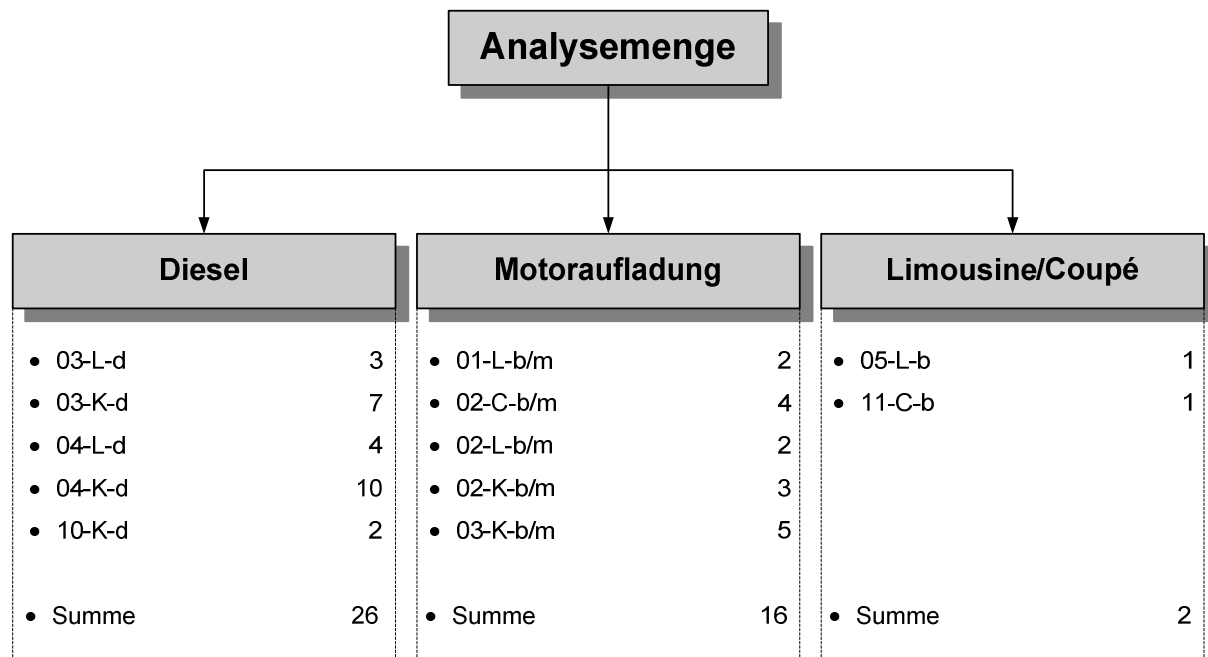 Analysemenge
Diesel
• 03-L-d 3
• 03-K-d 7
• 04-L-d 4
• 04-K-d 10
• 10-K-d 2
• Summe 26
Motoraufladung
• 01-L-b/m 2
• 02-C-b/m 4
• 02-L-b/m 2
• 02-K-b/m 3
• 03-K-b/m 5
• Summe 16
Limousine/Coupé
• 05-L-b 1
• 11-C-b 1
• Summe 2